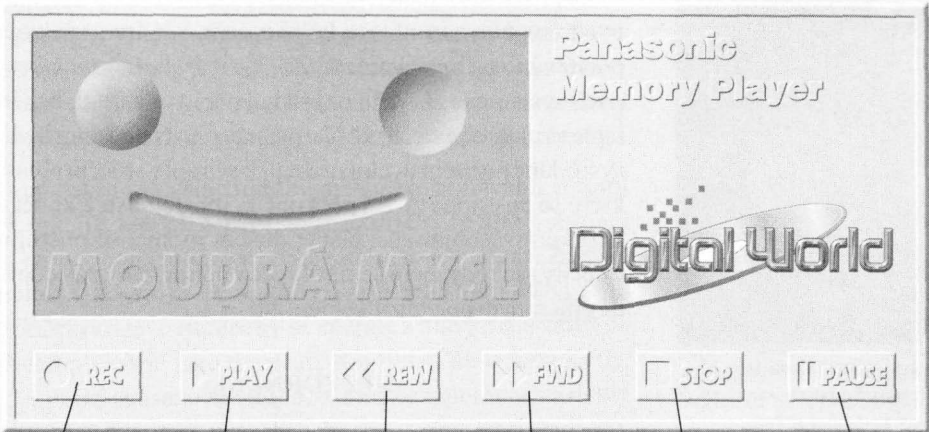 Panasonic
Memory Player
MOUDRÁ MYSL
Digital World
REC
PLAY
REW
FWD
STOP
PAUSE